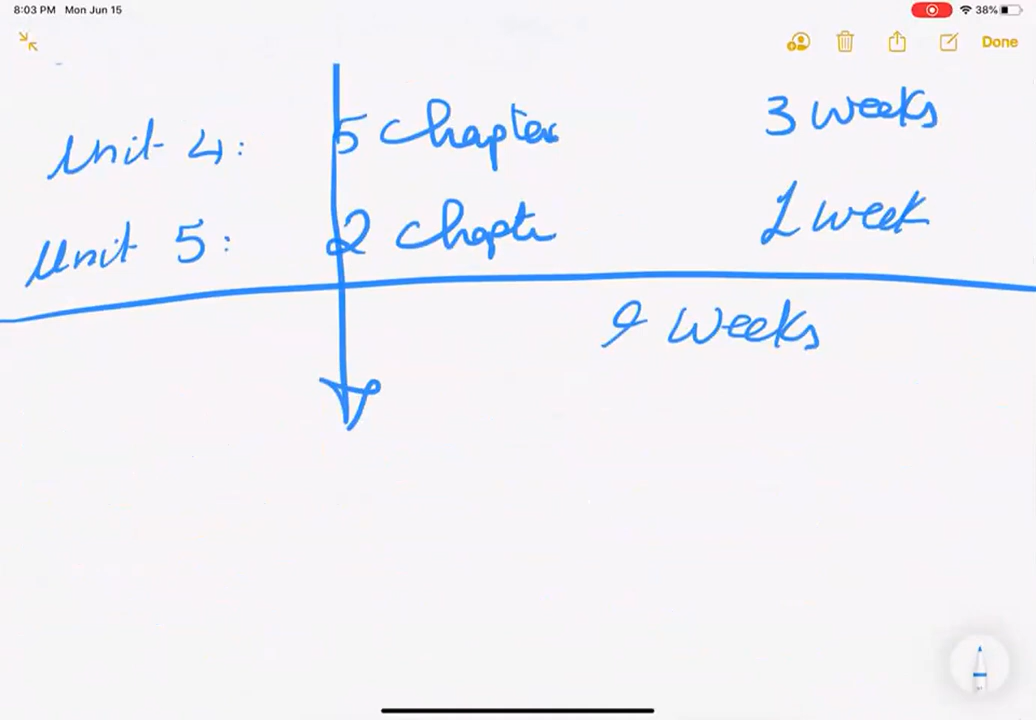 8:03 PM Mon Jun 15 38%
Done
Unit 4: 5 Chapter 3 weeks
Unit 5: 2 Chapte 1 week
9 weeks